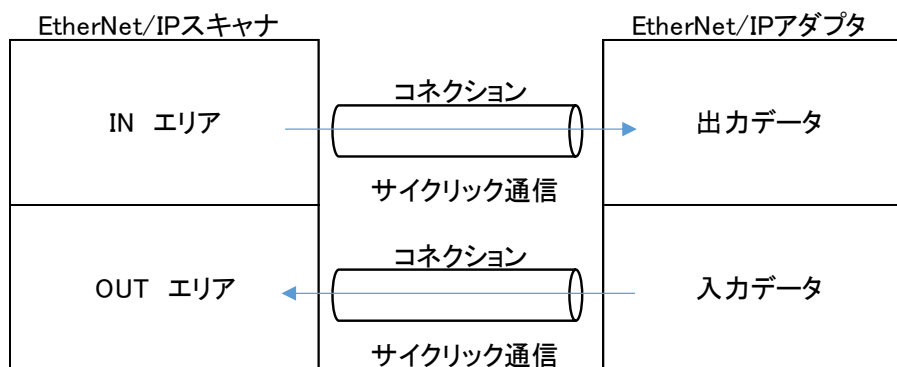 EtherNet/IPスキャナ
EtherNet/IPアダプタ
コネクション
IN エリア
出力データ
サイクリック通信
コネクション
OUT エリア
入力データ
サイクリック通信